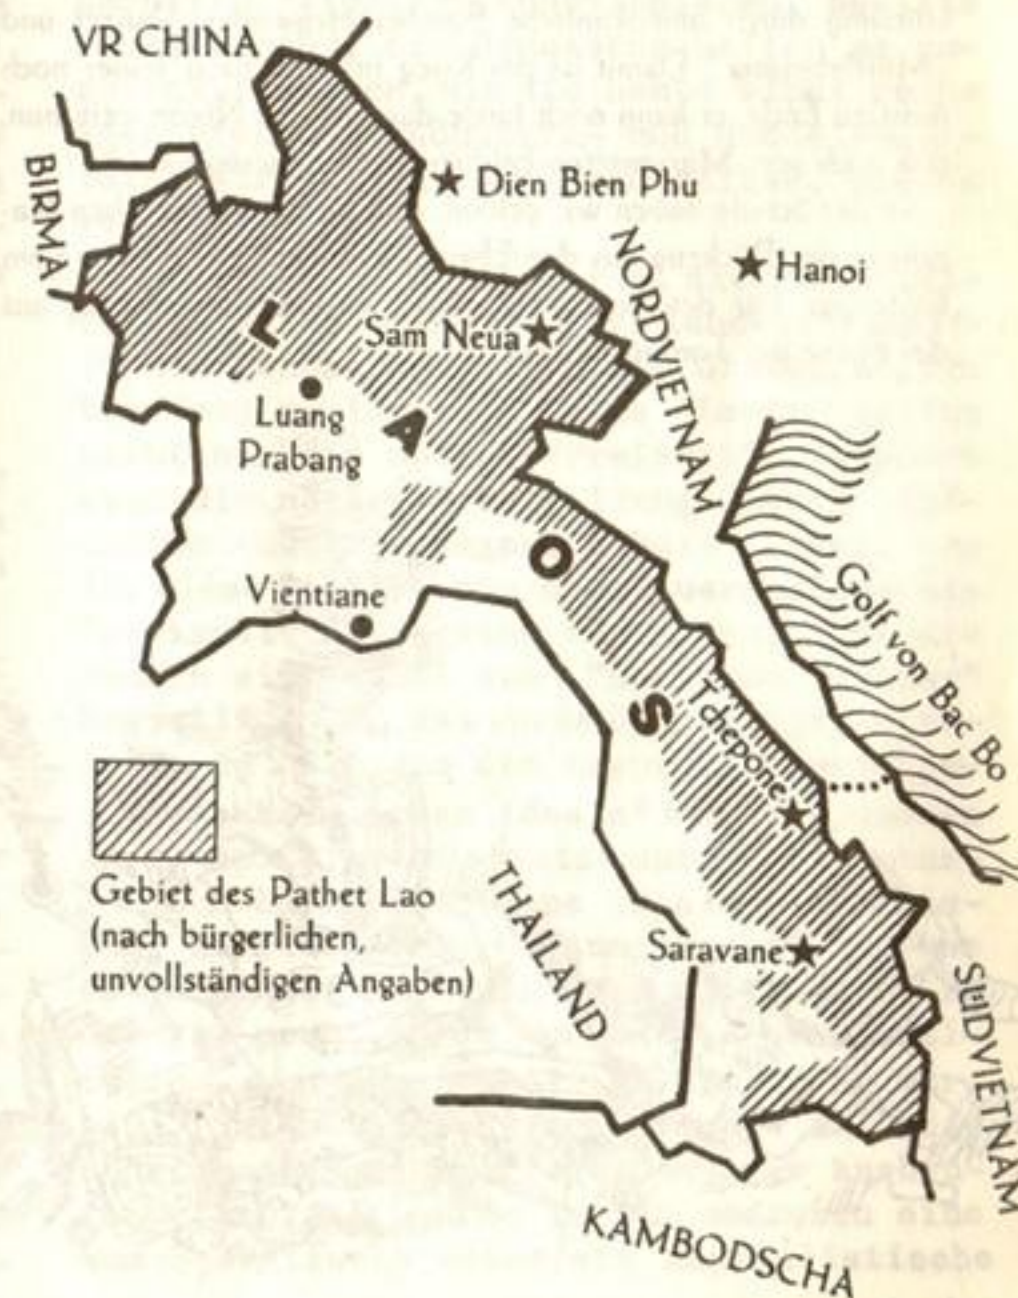 VR CHINA
BIRMA
Dien Bien Phu
NORDVIETNAM
Hanoi
L
A
O
S
Sam Neua
Luang
Prabang
Vientiane
Golf von Bac Bo
Tchepone
Gebiet des Pathet Lao
(nach bürgerlichen,
unvollständigen Angaben)
THAILAND
Saravane
SÜDVIETNAM
KAMBODSCHA